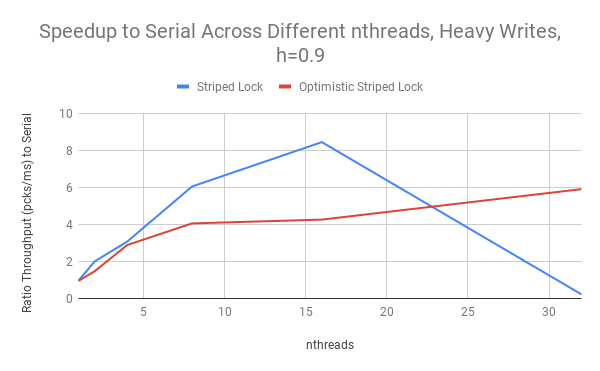 Speedup to Serial Across Different nthreads, Heavy Writes,
h=0.9
Striped Lock
Optimistic Striped Lock
Ratio Throughput (pcks/ms) to Serial
10
8
6
4
2
0
5 10 15 20 25 30
nthreads